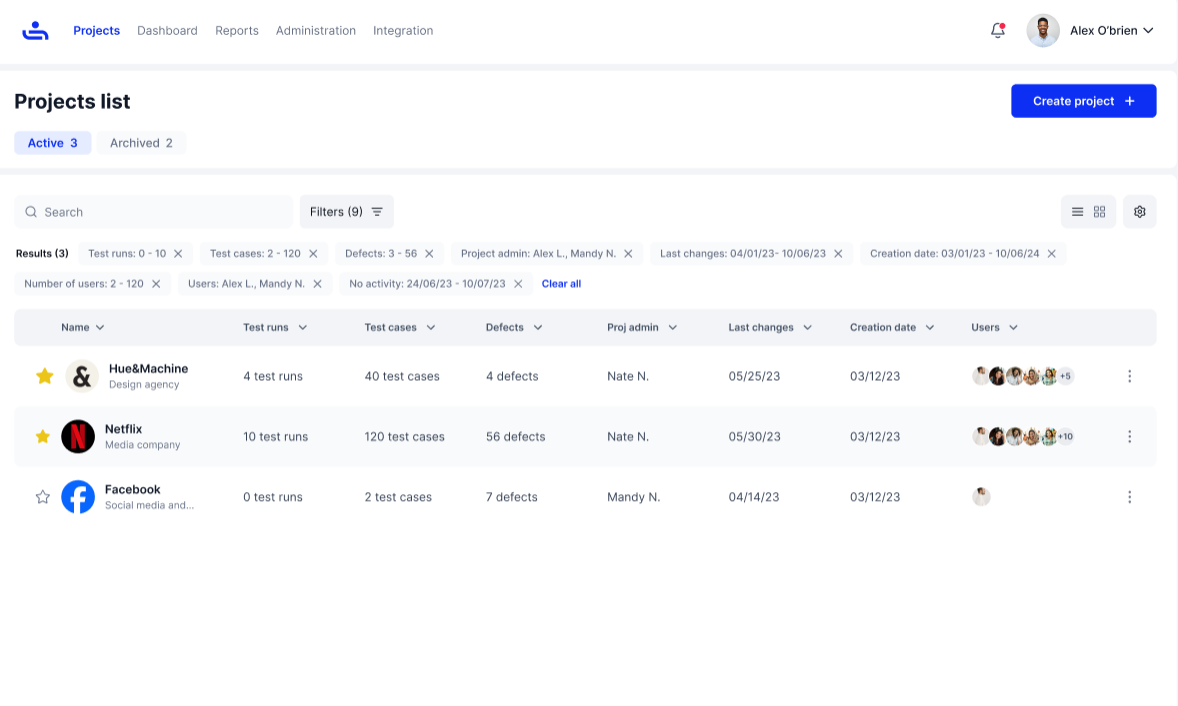 Projects Dashboard Reports Administration Integration Alex O'brien
Projects list Create project +
Active 3 Archived 2
Search Filters (9)
Results (3) Test runs: 0 - 10 Test cases: 2 - 120 Defects: 3 - 56 Project admin: Alex L., Mandy N. Last changes: 04/01/23- 10/06/23 Creation date: 03/01/23 - 10/06/24
Number of users: 2 - 120 Users: Alex L., Mandy N. No activity: 24/06/23 - 10/07/23 Clear all
Name Test runs Test cases Defects Proj admin Last changes Creation date Users
& Hue&Machine
Design agency
4 test runs 40 test cases 4 defects Nate N. 05/25/23 03/12/23 +5
N Netflix
Media company
10 test runs 120 test cases 56 defects Nate N. 05/30/23 03/12/23 +10
f Facebook
Social media and...
0 test runs 2 test cases 7 defects Mandy N. 04/14/23 03/12/23